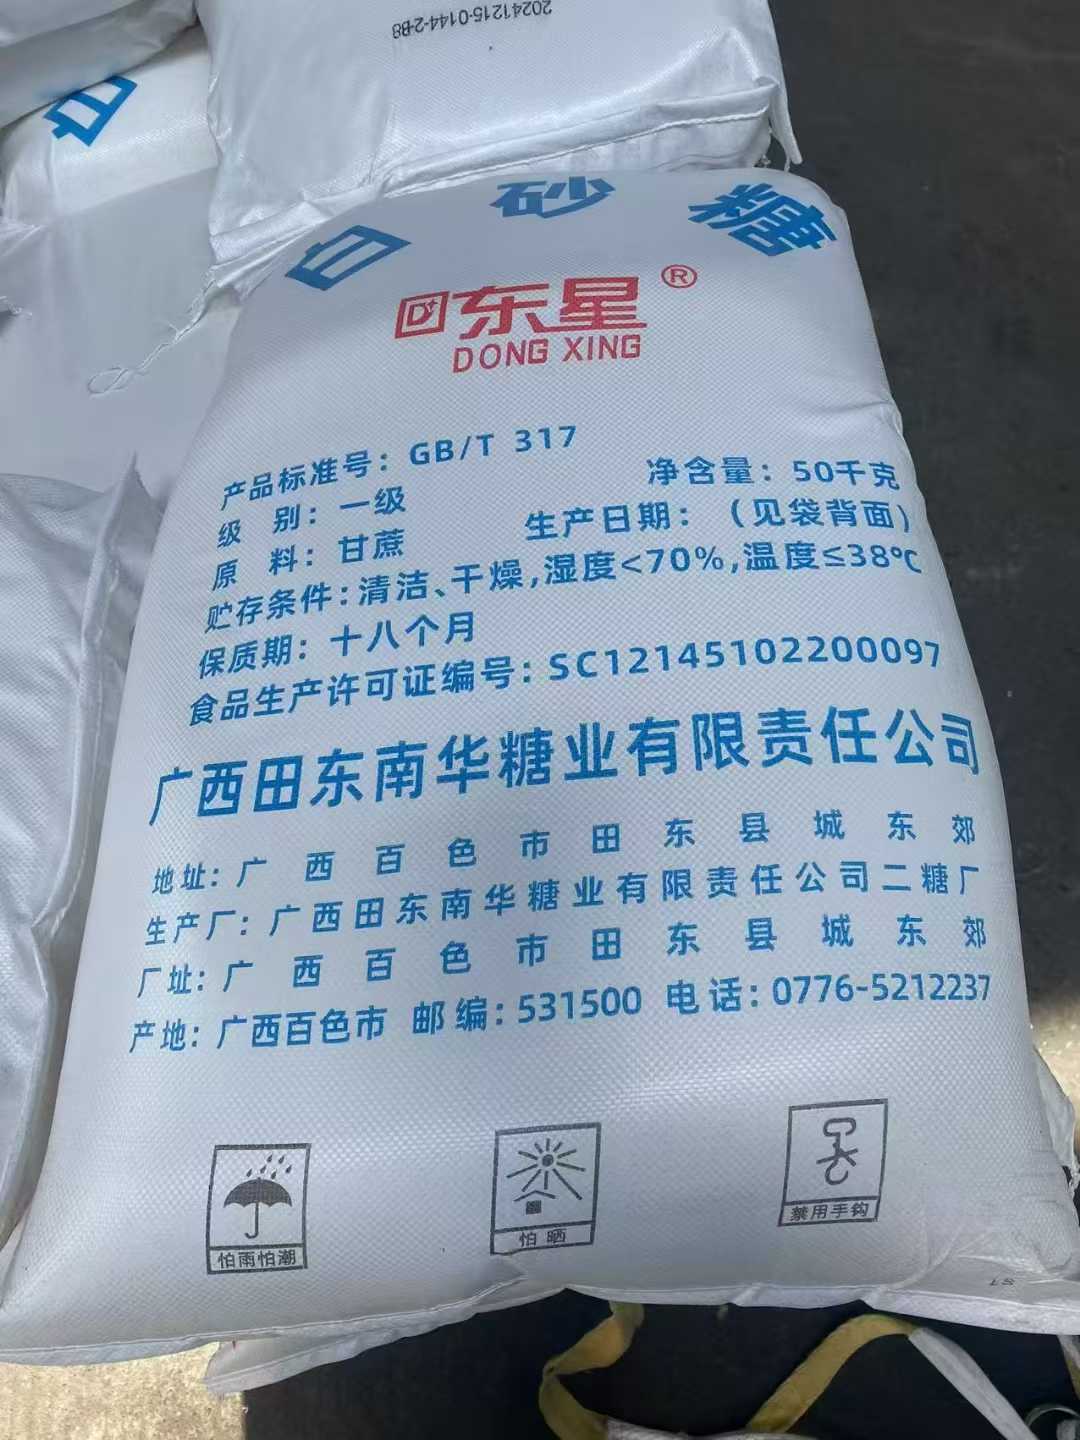 20241215-0144-2-B8
白
白砂糖
D+ 东星®
DONG XING
产品标准号：GB/T 317
级 别：一级 净含量：50千克
原 料：甘蔗 生产日期：（见袋背面）
贮存条件：清洁、干燥,湿度<70%,温度≤38℃
保质期：十八个月
食品生产许可证编号：SC12145102200097
广西田东南华糖业有限责任公司
地址：广西百色市田东县城东郊
生产厂：广西田东南华糖业有限责任公司二糖厂
厂址：广西百色市田东县城东郊
产地：广西百色市 邮编：531500 电话：0776-5212237
怕雨怕潮 怕晒 禁用手钩